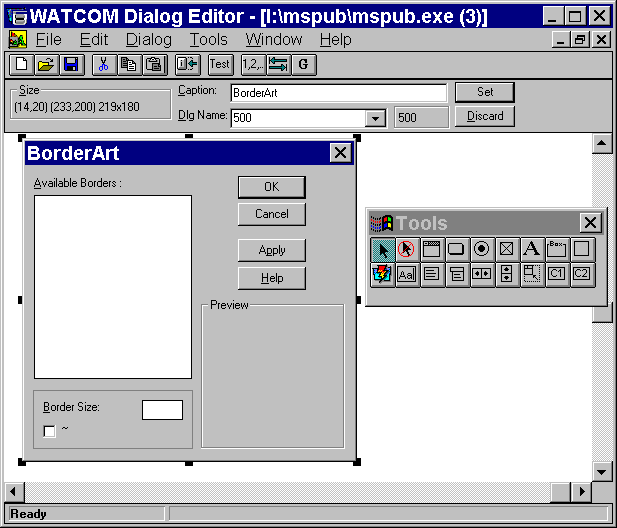 WATCOM Dialog Editor - [I:\mspub\mspub.exe (3)]
File Edit Dialog Tools Window Help
Test 1,2,.. G
Size
(14,20) (233,200) 219x180
Caption: BorderArt Set
Dlg Name: 500 500 Discard
BorderArt
Available Borders :
OK
Cancel
Apply
Help
Preview
Border Size:
~
Tools
A Box
Aa C1 C2
Ready